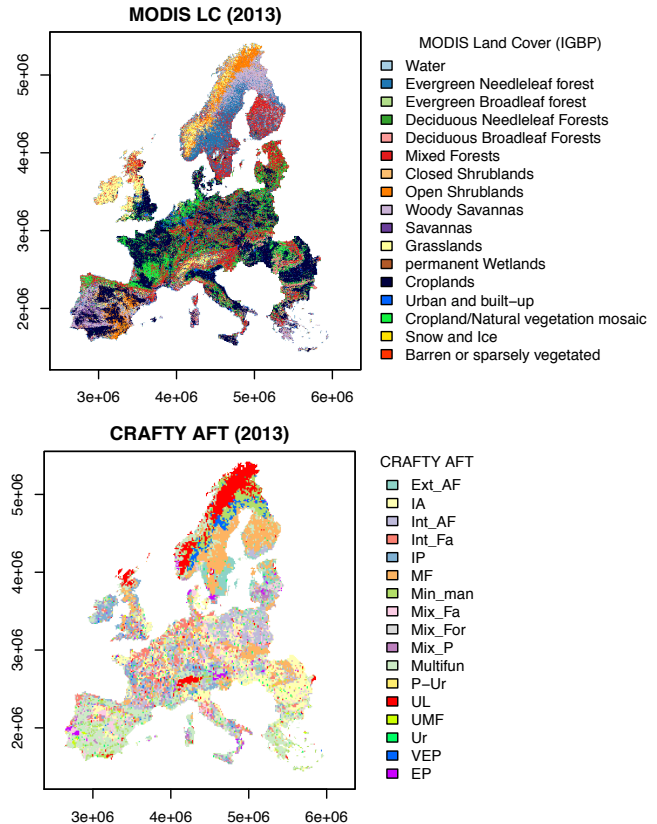 MODIS LC (2013)
MODIS Land Cover (IGBP)
Water
Evergreen Needleleaf forest
Evergreen Broadleaf forest
Deciduous Needleleaf Forests
Deciduous Broadleaf Forests
Mixed Forests
Closed Shrublands
Open Shrublands
Woody Savannas
Savannas
Grasslands
permanent Wetlands
Croplands
Urban and built−up
Cropland/Natural vegetation mosaic
Snow and Ice
Barren or sparsely vegetated
5e+06
4e+06
3e+06
2e+06
3e+06 4e+06 5e+06 6e+06
CRAFTY AFT (2013)
CRAFTY AFT
Ext_AF
IA
Int_AF
Int_Fa
IP
MF
Min_man
Mix_Fa
Mix_For
Mix_P
Multifun
P−Ur
UL
UMF
Ur
VEP
EP
5e+06
4e+06
3e+06
2e+06
3e+06 4e+06 5e+06 6e+06